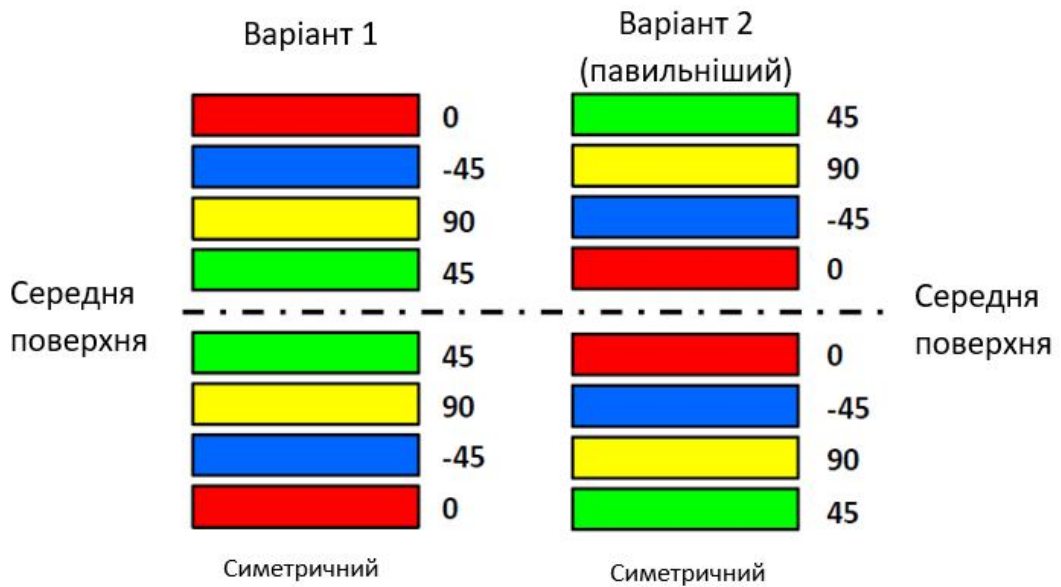 Варіант 1
Варіант 2
(павильніший)
0
-45
90
45
45
90
-45
0
45
90
-45
0
0
-45
90
45
Середня
поверхня
Середня
поверхня
Симетричний
Симетричний